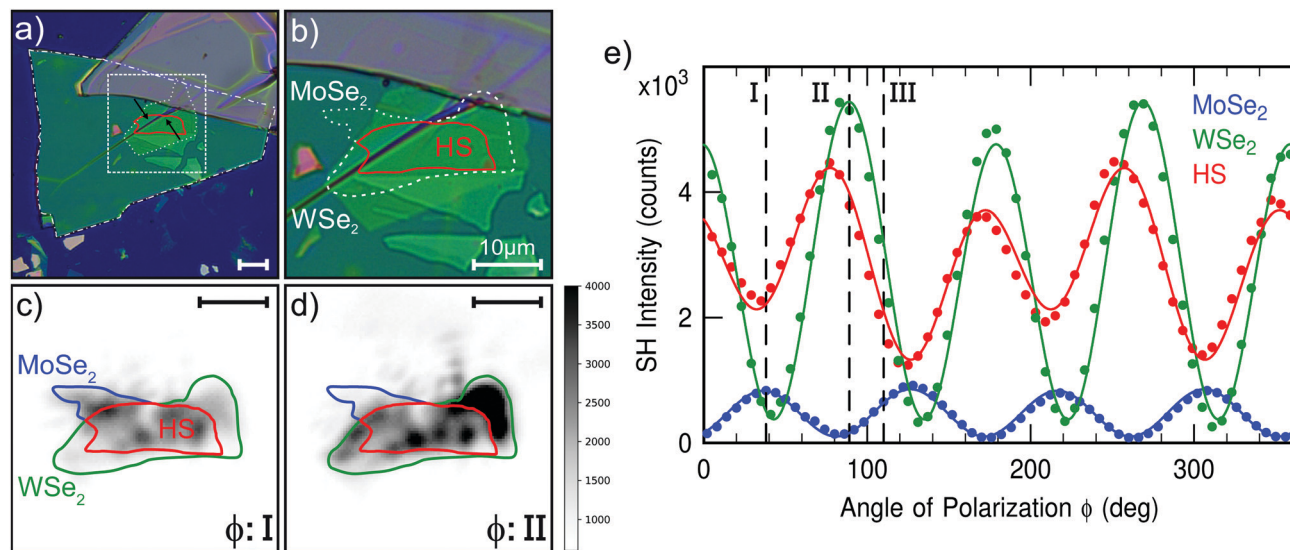 a)
b)
MoSe₂
HS
WSe₂
10µm
c)
MoSe₂
HS
WSe₂
ϕ: I
d)
ϕ: II
4000
3500
3000
2500
2000
1500
1000
e)
×10³
I
II
III
MoSe₂
WSe₂
HS
4
2
0
SH Intensity (counts)
0
100
200
300
Angle of Polarization ϕ (deg)